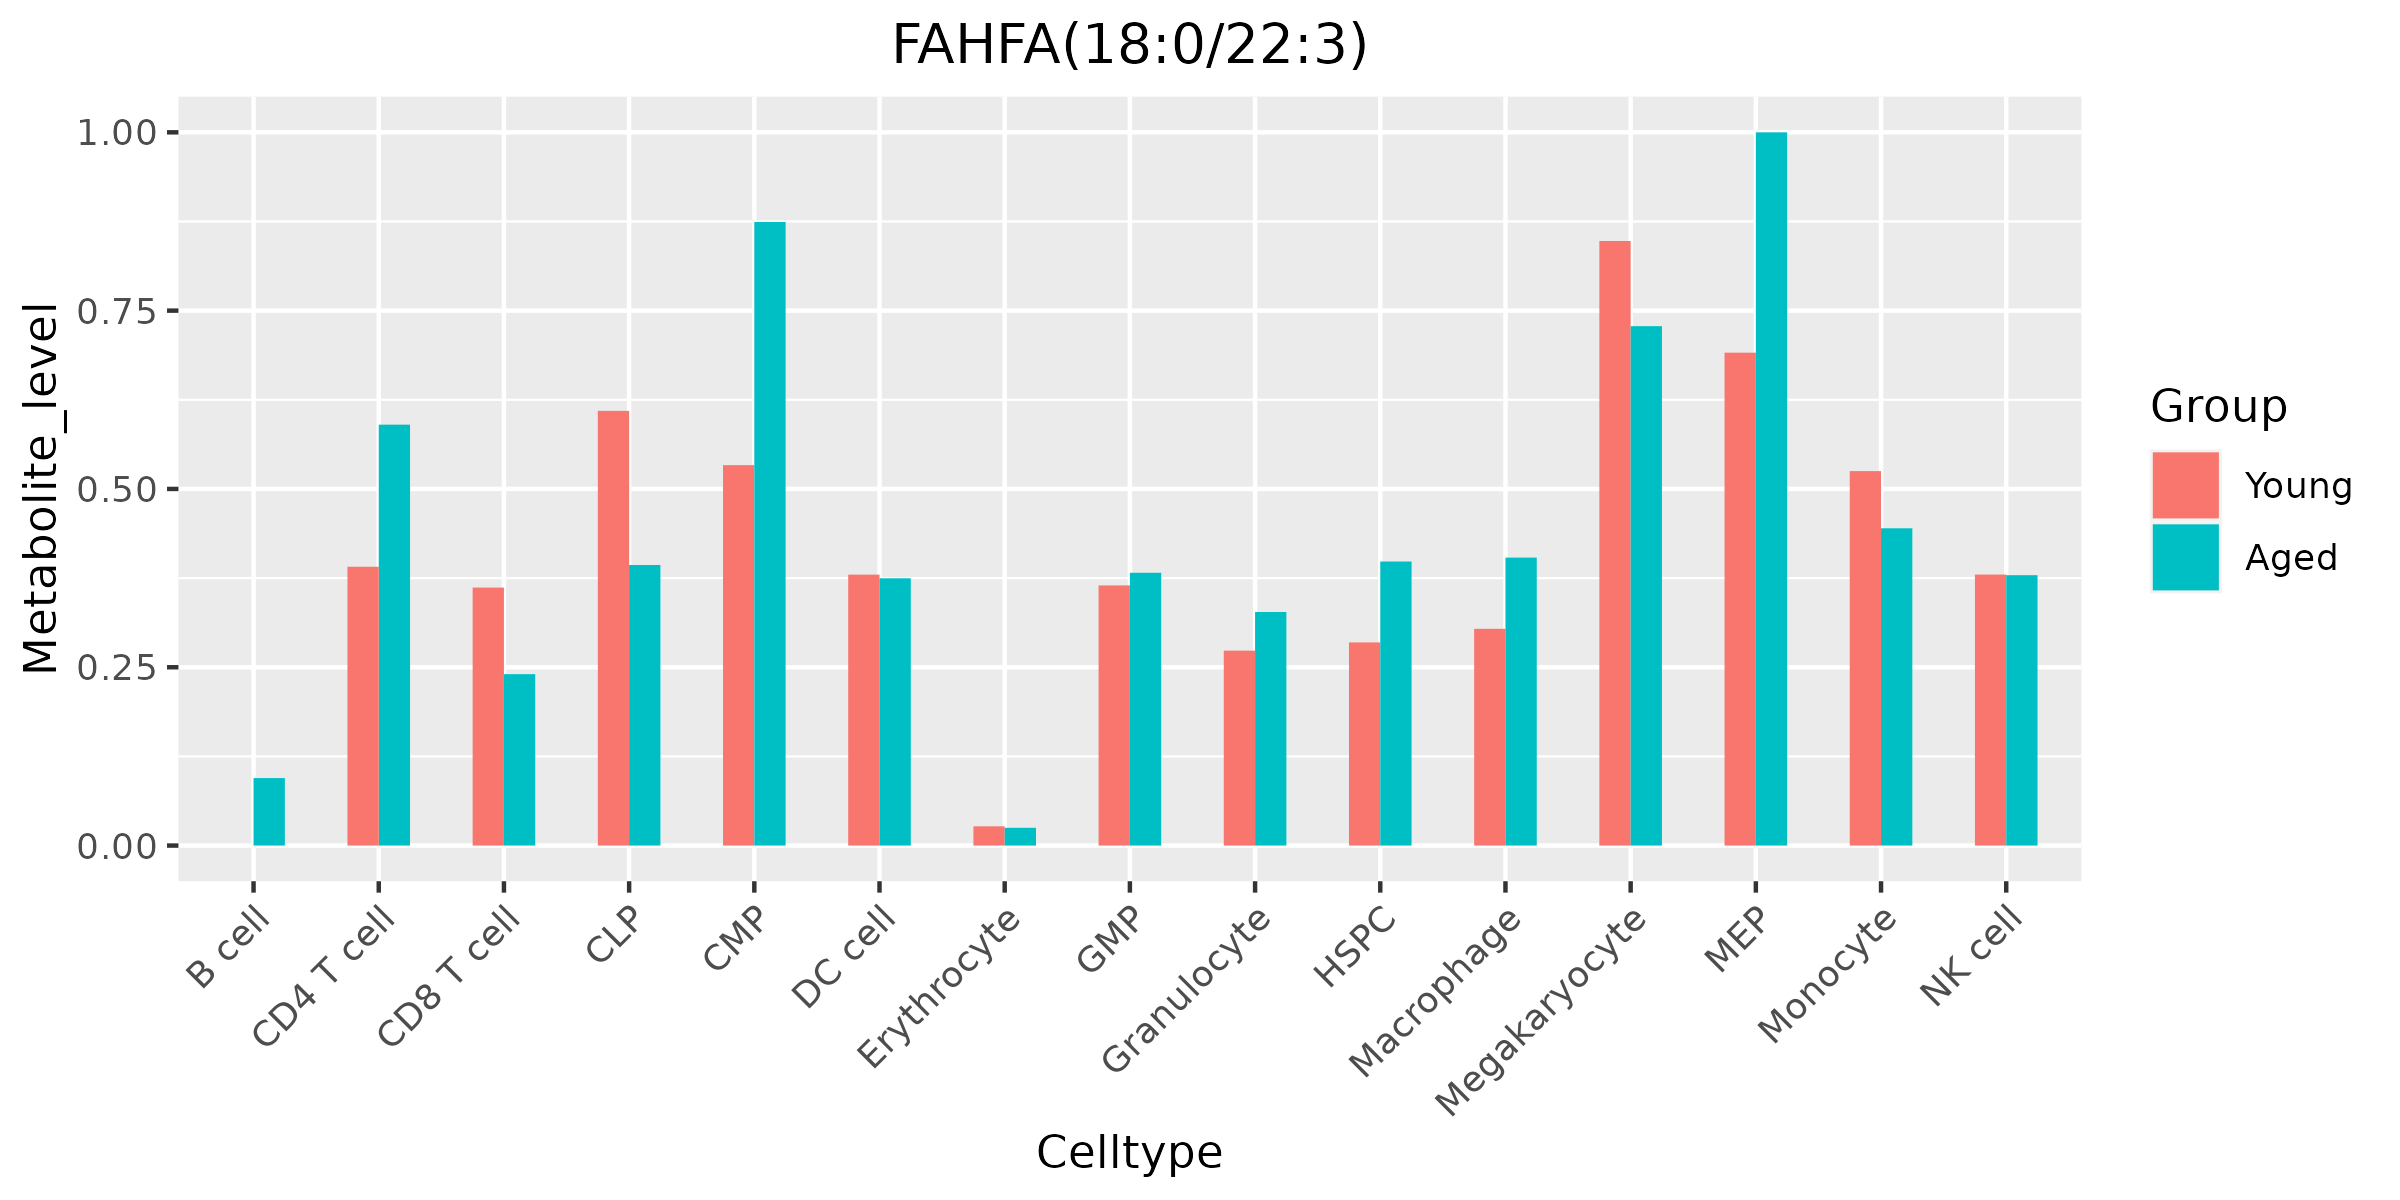 FAHFA(18:0/22:3)
Metabolite_level
1.00
0.75
0.50
0.25
0.00
B cell
CD4 T cell
CD8 T cell
CLP
CMP
DC cell
Erythrocyte
GMP
Granulocyte
HSPC
Macrophage
Megakaryocyte
MEP
Monocyte
NK cell
Celltype
Group
Young
Aged